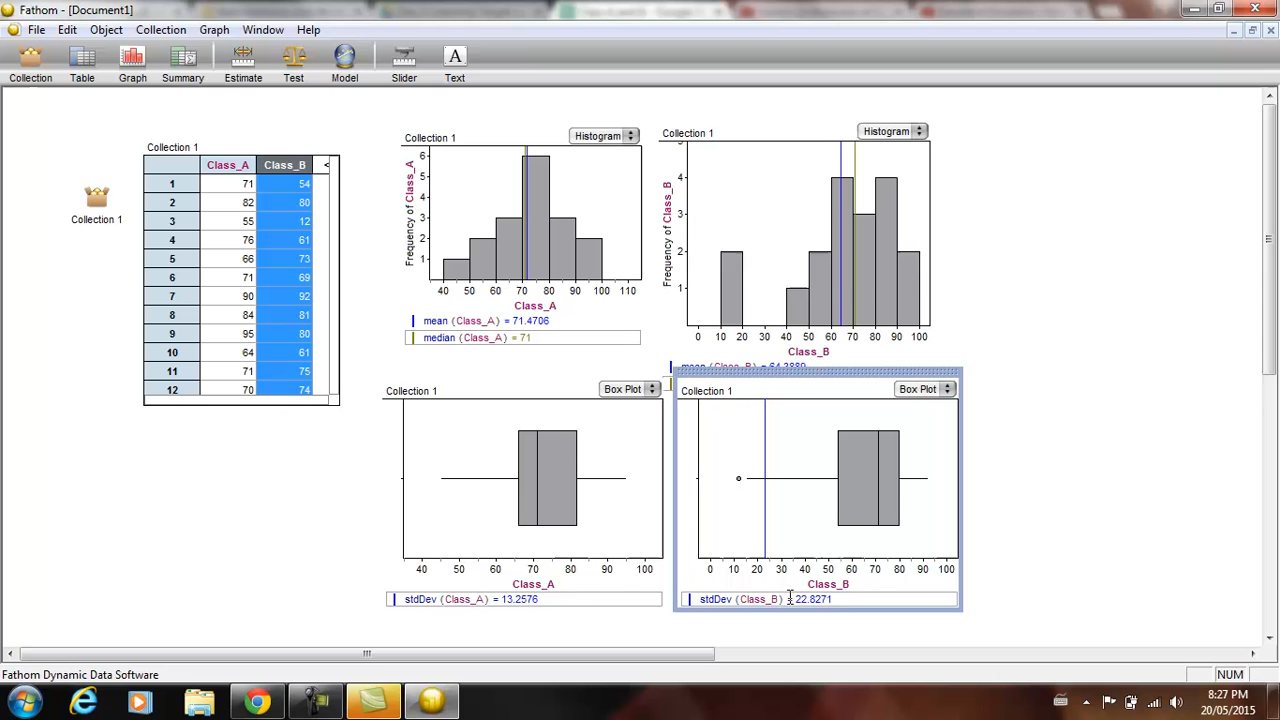 Fathom - [Document1]
File Edit Object Collection Graph Window Help
Collection Table Graph Summary Estimate Test Model Slider Text
Collection 1
Collection 1
Class_A Class_B <
1 71 54
2 82 80
3 55 12
4 76 61
5 66 73
6 71 69
7 90 92
8 84 81
9 95 80
10 64 61
11 71 75
12 70 74
Collection 1 Histogram
Frequency of Class_A
6
5
4
3
2
1
40 50 60 70 80 90 100 110
Class_A
mean (Class_A) = 71.4706
median (Class_A) = 71
Collection 1 Histogram
Frequency of Class_B
5
4
3
2
1
0 10 20 30 40 50 60 70 80 90 100
Class_B
mean (Class_B) = 64.3889
Collection 1 Box Plot
40 50 60 70 80 90 100
Class_A
stdDev (Class_A) = 13.2576
Collection 1 Box Plot
0 10 20 30 40 50 60 70 80 90 100
Class_B
stdDev (Class_B) = 22.8271
Fathom Dynamic Data Software NUM
8:27 PM
20/05/2015